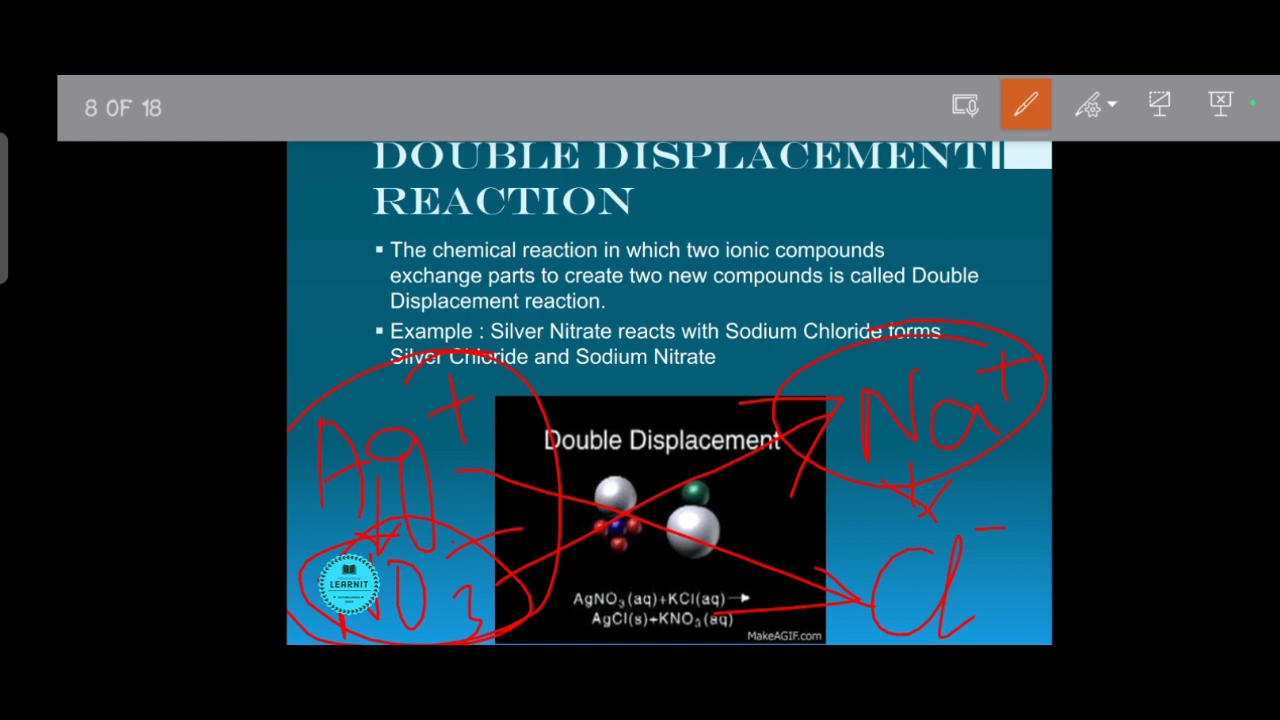 8 OF 18
DOUBLE DISPLACEMENT
REACTION
▪ The chemical reaction in which two ionic compounds
exchange parts to create two new compounds is called Double
Displacement reaction.
▪ Example : Silver Nitrate reacts with Sodium Chloride forms
Silver Chloride and Sodium Nitrate
Ag+
NO3-
Na+
Cl-
Double Displacement
AgNO₃(aq)+KCl(aq)→
AgCl(s)+KNO₃(aq)
MakeAGIF.com
LEARNIT